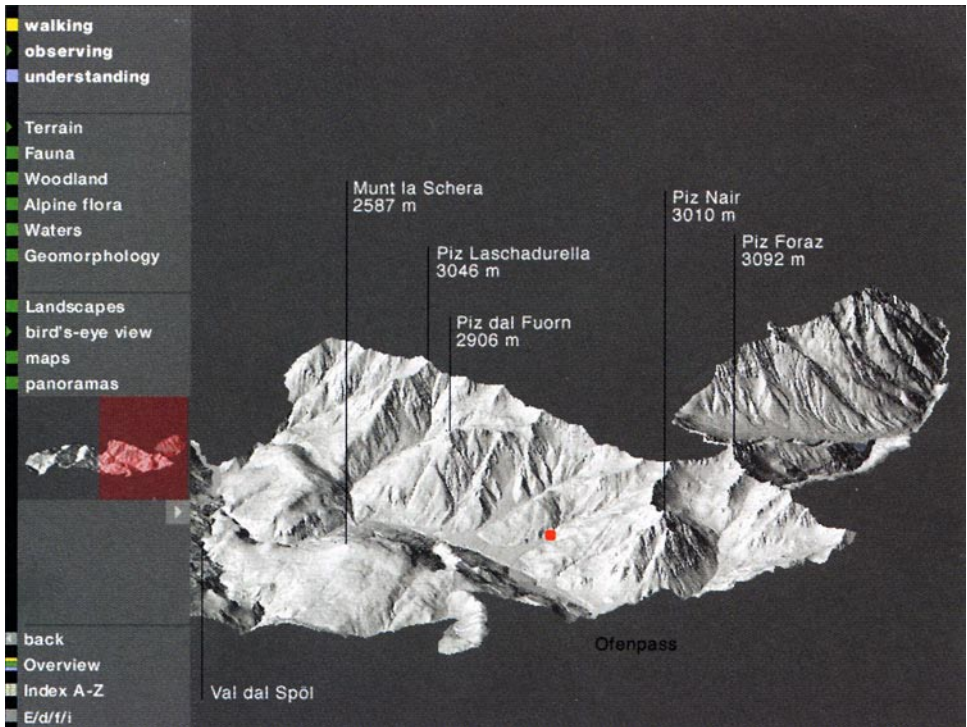 walking
observing
understanding
Terrain
Fauna
Woodland
Alpine flora
Waters
Geomorphology
Landscapes
bird's-eye view
maps
panoramas
back
Overview
Index A-Z
E/d/f/i
Munt la Schera
2587 m
Piz Laschadurella
3046 m
Piz dal Fuorn
2906 m
Piz Nair
3010 m
Piz Foraz
3092 m
Ofenpass
Val dal Spöl